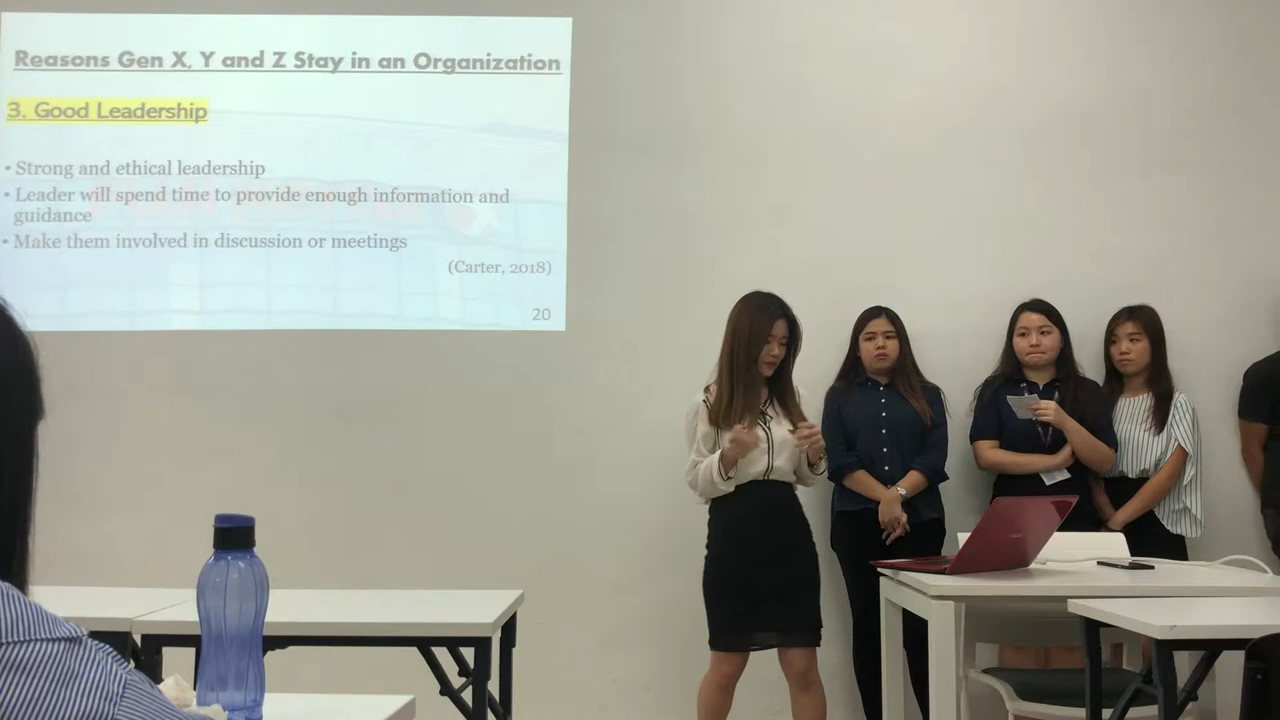 Reasons Gen X, Y and Z Stay in an Organization
3. Good Leadership
• Strong and ethical leadership
• Leader will spend time to provide enough information and
guidance
• Make them involved in discussion or meetings
(Carter, 2018)
20